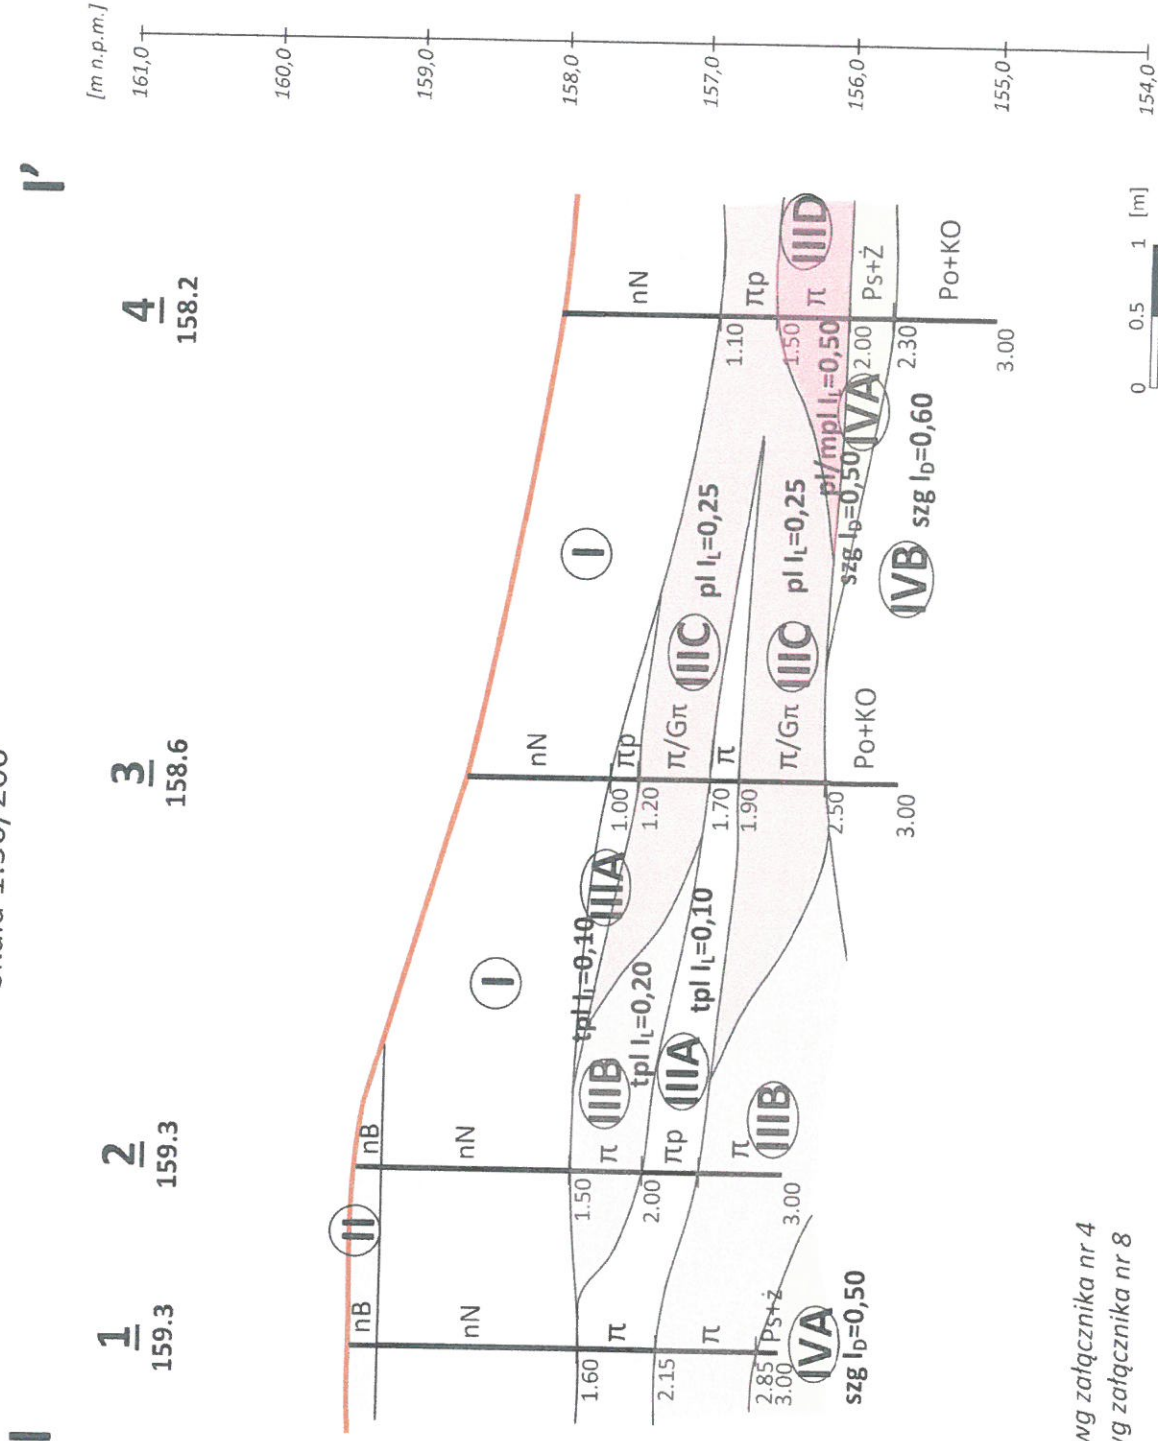 I
I'
1
159.3
2
159.3
3
158.6
4
158.2
[m n.p.m.]
161,0
160,0
159,0
158,0
157,0
156,0
155,0
154,0
II
nB
nB
nN
nN
nN
nN
I
I
1.60
2.15
2.85
3.00
π
π
Ps+ż
IVA
szg I_D=0,50
1.50
2.00
3.00
π
πp
π
IIIB
tpl I_L=0,20
IIIA
tpl I_L=0,10
IIIB
tpl I_L=0,10
IIIA
1.00
1.20
1.70
1.90
2.50
3.00
πp
π/Gπ
π
π/Gπ
Po+KO
IIIC
pl I_L=0,25
IIIC
pl I_L=0,25
pl/mpl I_L=0,50
szg I_D=0,50
IVA
IVB
szg I_D=0,60
1.10
1.50
2.00
2.30
3.00
πp
π
IIID
Ps+Ż
Po+KO
0 0.5 1 [m]
wg załącznika nr 4
wg załącznika nr 8